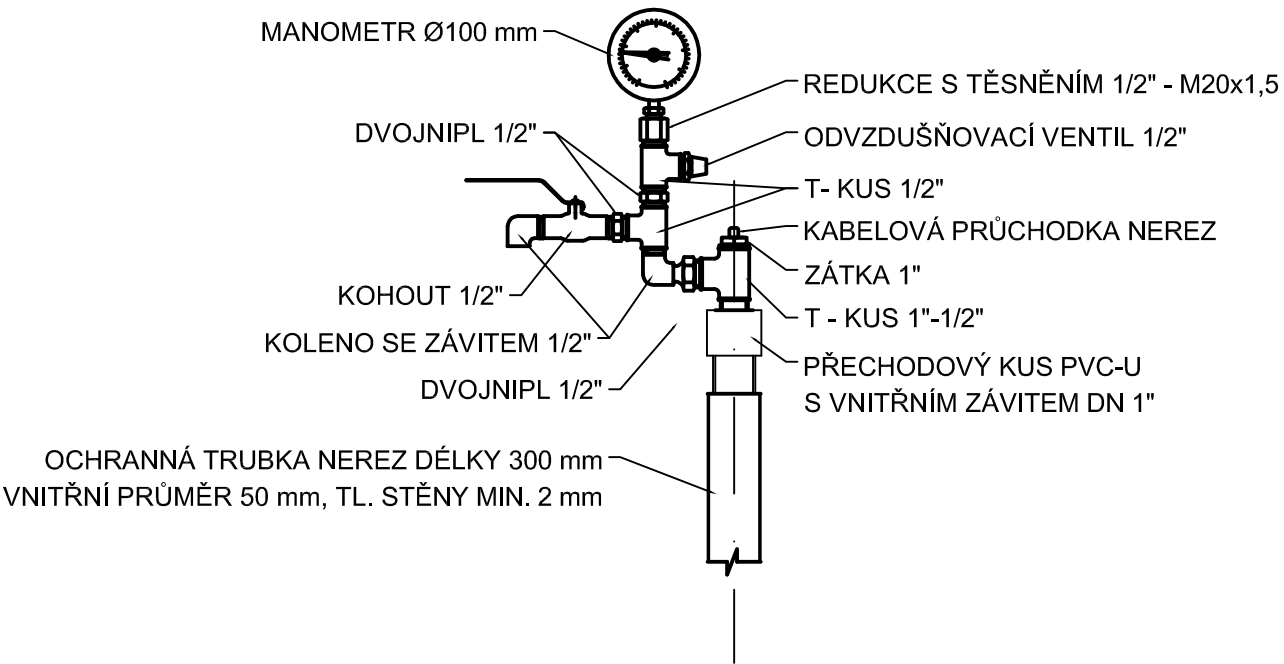 MANOMETR Ø100 mm
REDUKCE S TĚSNĚNÍM 1/2" - M20x1,5
DVOJNIPL 1/2"
ODVZDUŠŇOVACÍ VENTIL 1/2"
T- KUS 1/2"
KABELOVÁ PRŮCHODKA NEREZ
ZÁTKA 1"
KOHOUT 1/2"
T - KUS 1"-1/2"
KOLENO SE ZÁVITEM 1/2"
PŘECHODOVÝ KUS PVC-U
S VNITŘNÍM ZÁVITEM DN 1"
DVOJNIPL 1/2"
OCHRANNÁ TRUBKA NEREZ DÉLKY 300 mm
VNITŘNÍ PRŮMĚR 50 mm, TL. STĚNY MIN. 2 mm